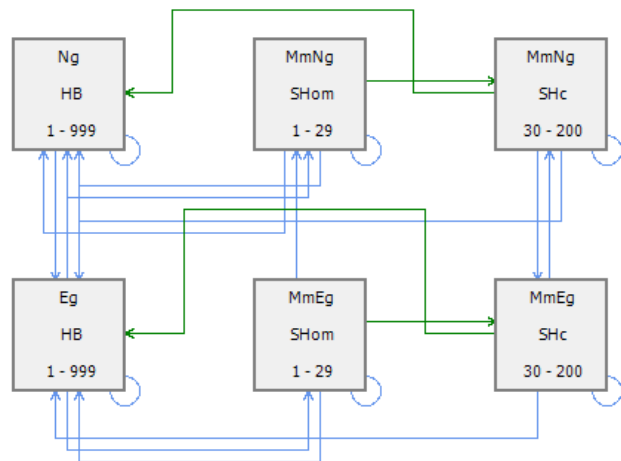 Ng
HB
1 - 999
MmNg
SHom
1 - 29
MmNg
SHc
30 - 200
Eg
HB
1 - 999
MmEg
SHom
1 - 29
MmEg
SHc
30 - 200